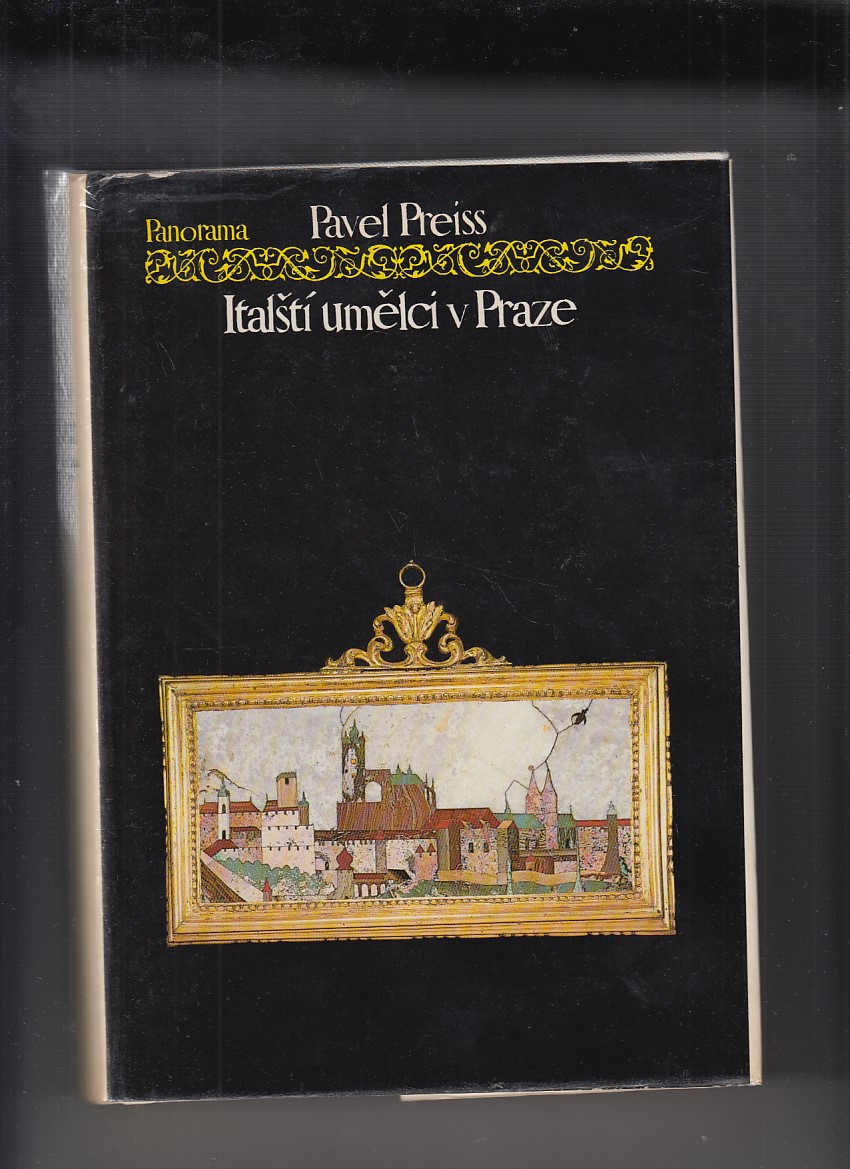 Panorama
Pavel Preiss
Italští umělci v Praze